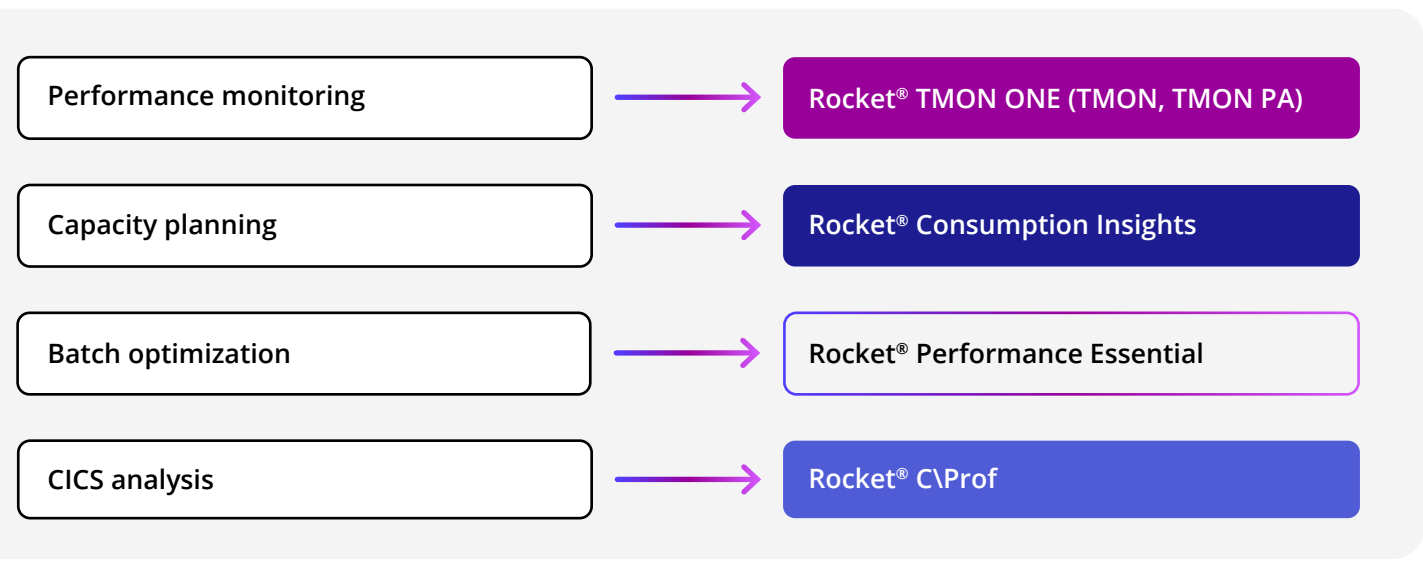 Performance monitoring
Rocket® TMON ONE (TMON, TMON PA)
Capacity planning
Rocket® Consumption Insights
Batch optimization
Rocket® Performance Essential
CICS analysis
Rocket® C\Prof